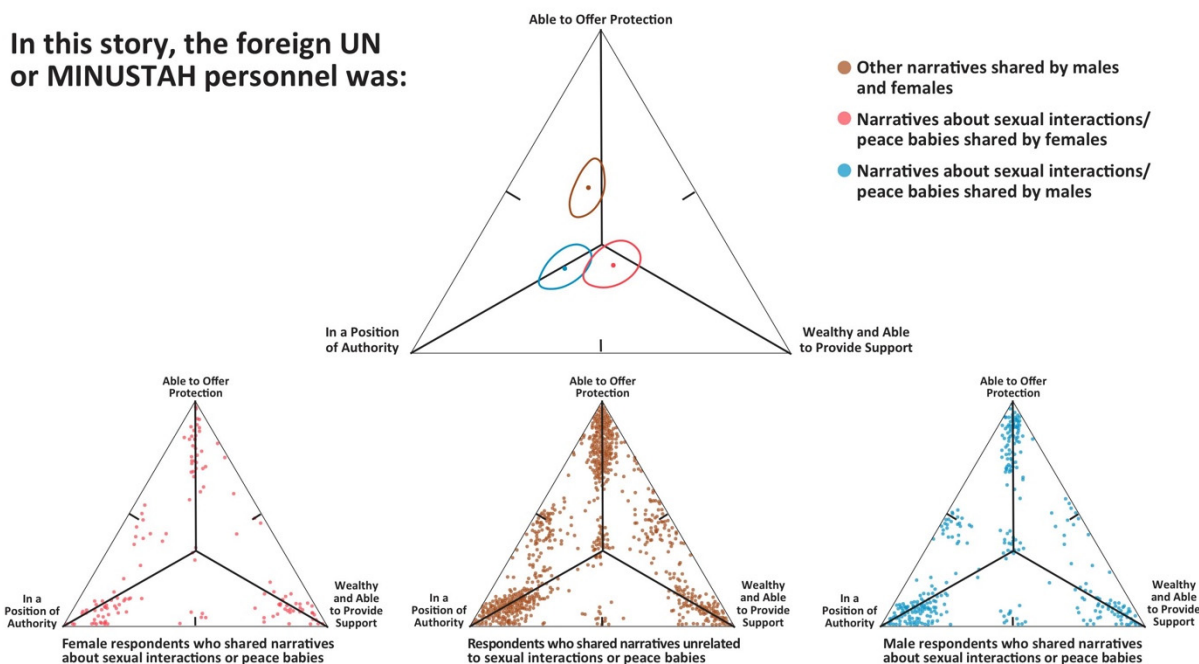 In this story, the foreign UN
or MINUSTAH personnel was:
Able to Offer Protection
Other narratives shared by males
and females
Narratives about sexual interactions/
peace babies shared by females
Narratives about sexual interactions/
peace babies shared by males
In a Position
of Authority
Wealthy and Able
to Provide Support
Able to Offer
Protection
In a
Position of
Authority
Wealthy
and Able
to Provide
Support
Female respondents who shared narratives
about sexual interactions or peace babies
Able to Offer
Protection
In a
Position of
Authority
Wealthy
and Able
to Provide
Support
Respondents who shared narratives unrelated
to sexual interactions or peace babies
Able to Offer
Protection
In a
Position of
Authority
Wealthy
and Able
to Provide
Support
Male respondents who shared narratives
about sexual interactions or peace babies